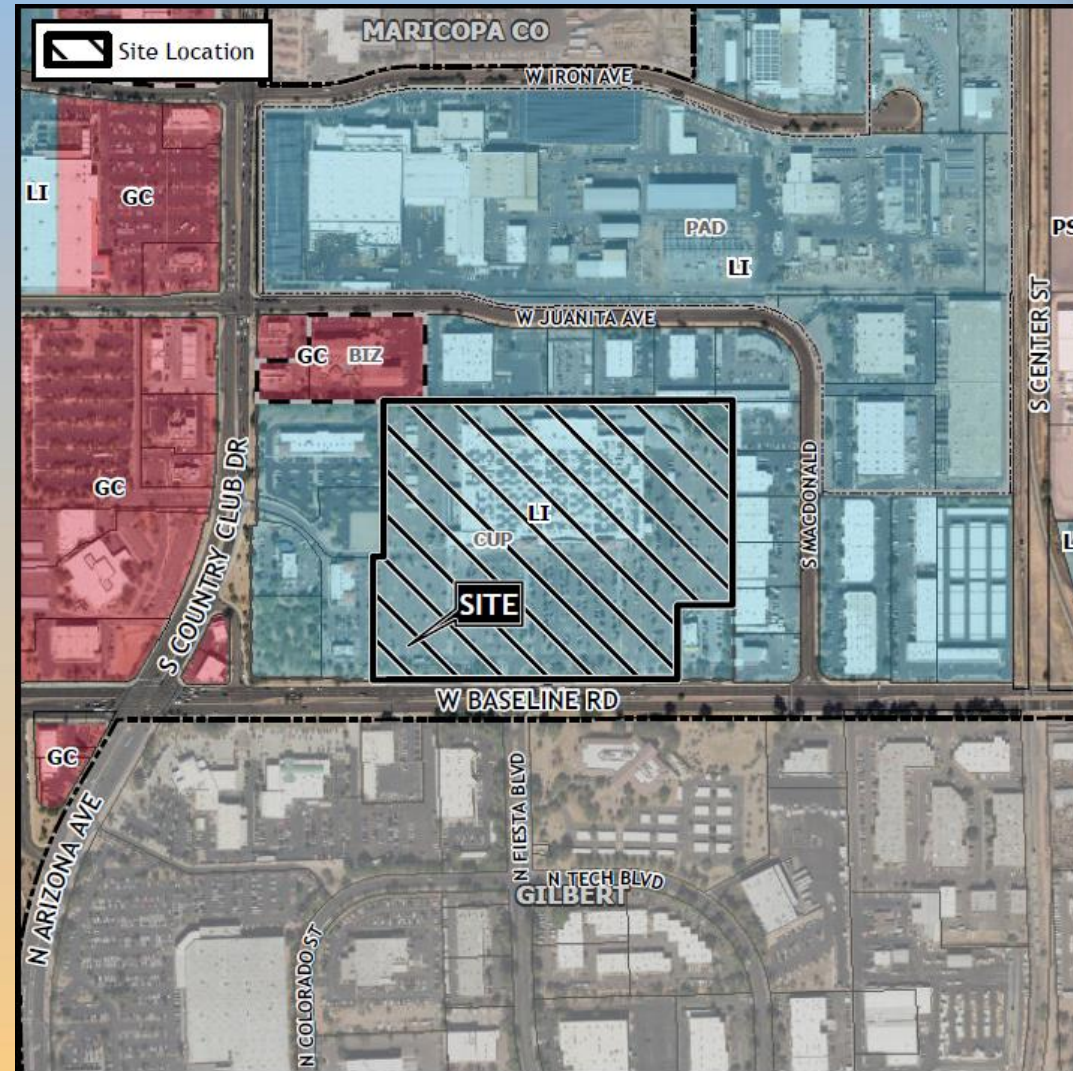 Site Location
MARICOPA CO
W IRON AVE
LI
GC
PAD
LI
PS
S CENTER ST
W JUANITA AVE
GC
BIZ
GC
S COUNTRY CLUB DR
LI
CUP
S MACDONALD
SITE
W BASELINE RD
GC
N ARIZONA AVE
N FIESTA BLVD
N TECH BLVD
GILBERT
N COLORADO ST